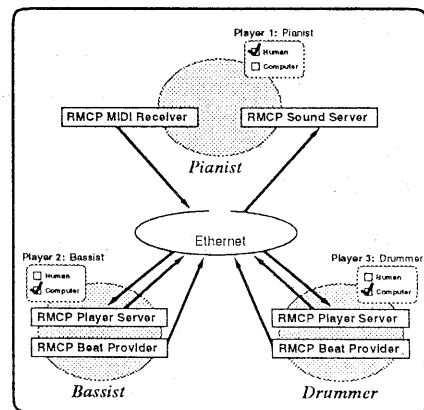 Player 1: Pianist
Human
Computer
RMCP MIDI Receiver
RMCP Sound Server
Pianist
Ethernet
Player 2: Bassist
Human
Computer
RMCP Player Server
RMCP Beat Provider
Bassist
Player 3: Drummer
Human
Computer
RMCP Player Server
RMCP Beat Provider
Drummer